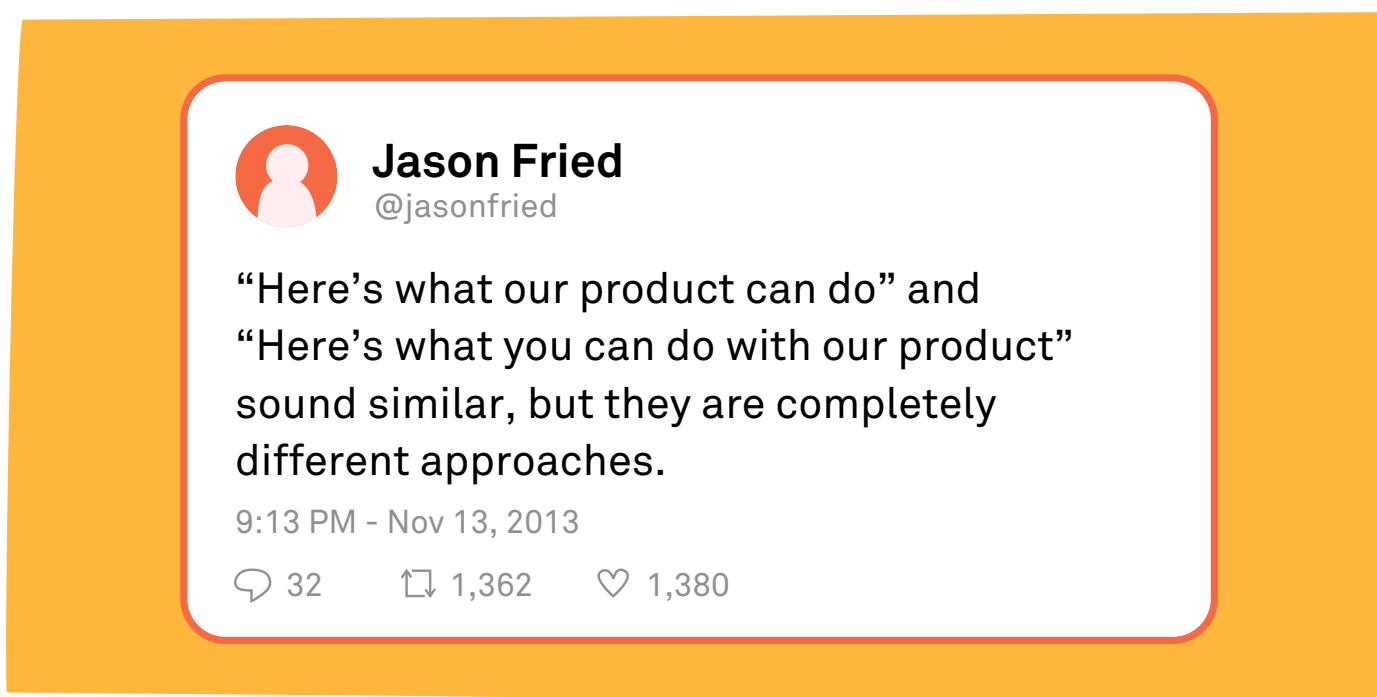 Jason Fried
@jasonfried
“Here’s what our product can do” and
“Here’s what you can do with our product”
sound similar, but they are completely
different approaches.
9:13 PM - Nov 13, 2013
32 1,362 1,380